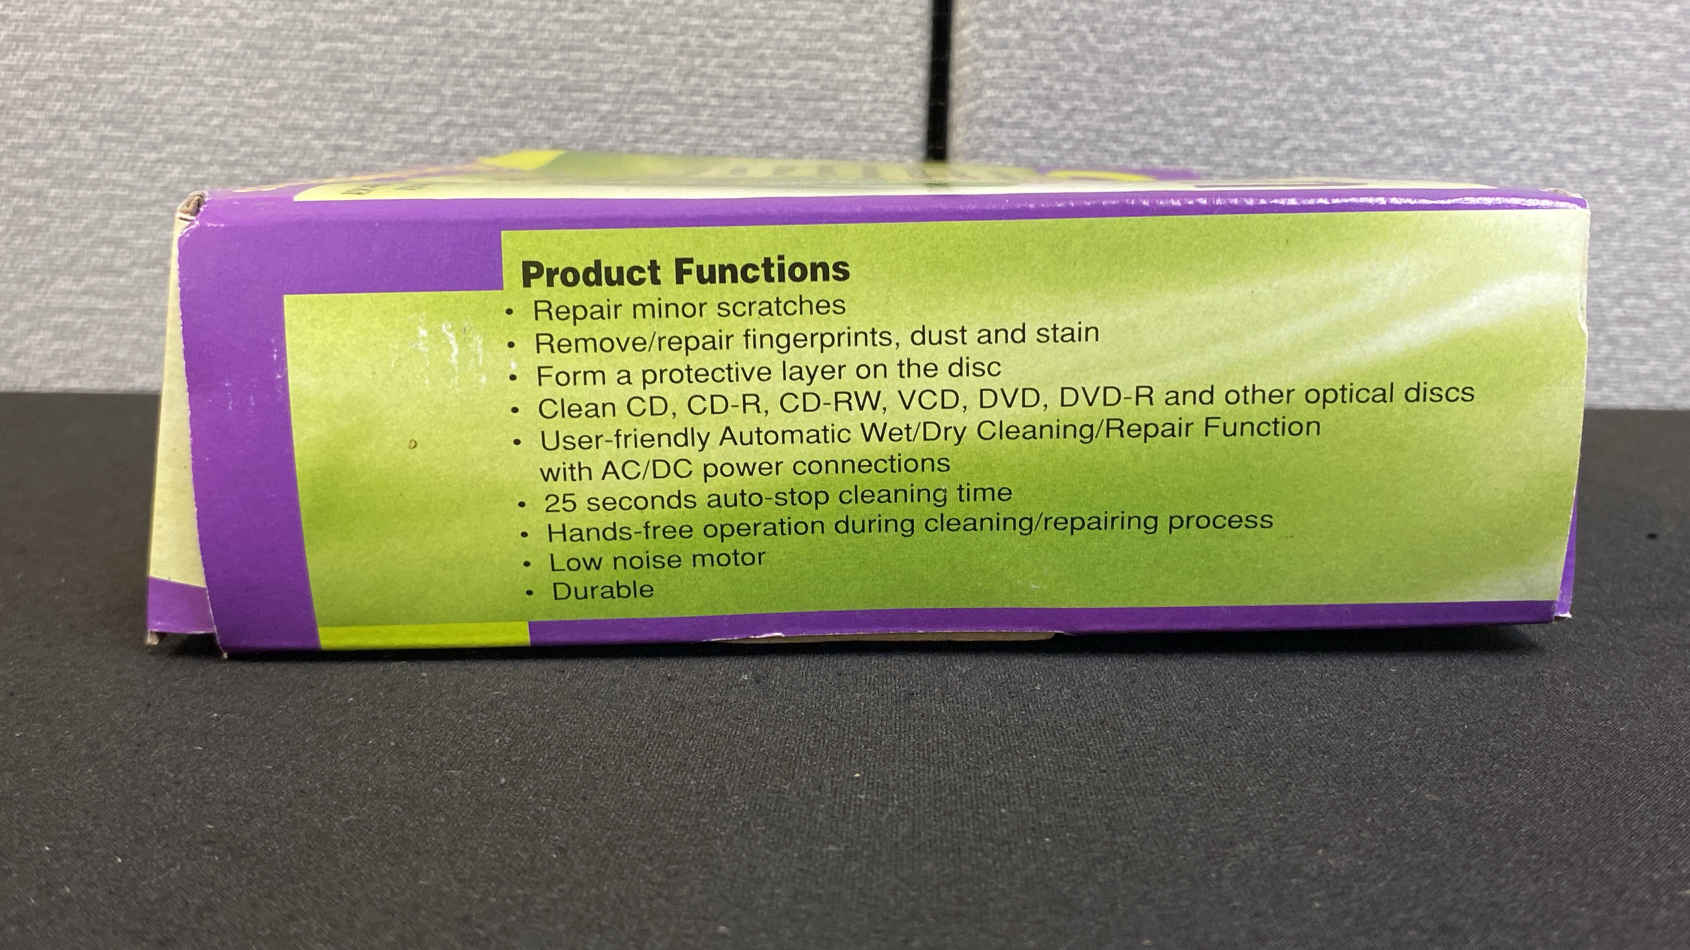 Product Functions
• Repair minor scratches
• Remove/repair fingerprints, dust and stain
• Form a protective layer on the disc
• Clean CD, CD-R, CD-RW, VCD, DVD, DVD-R and other optical discs
• User-friendly Automatic Wet/Dry Cleaning/Repair Function
with AC/DC power connections
• 25 seconds auto-stop cleaning time
• Hands-free operation during cleaning/repairing process
• Low noise motor
• Durable